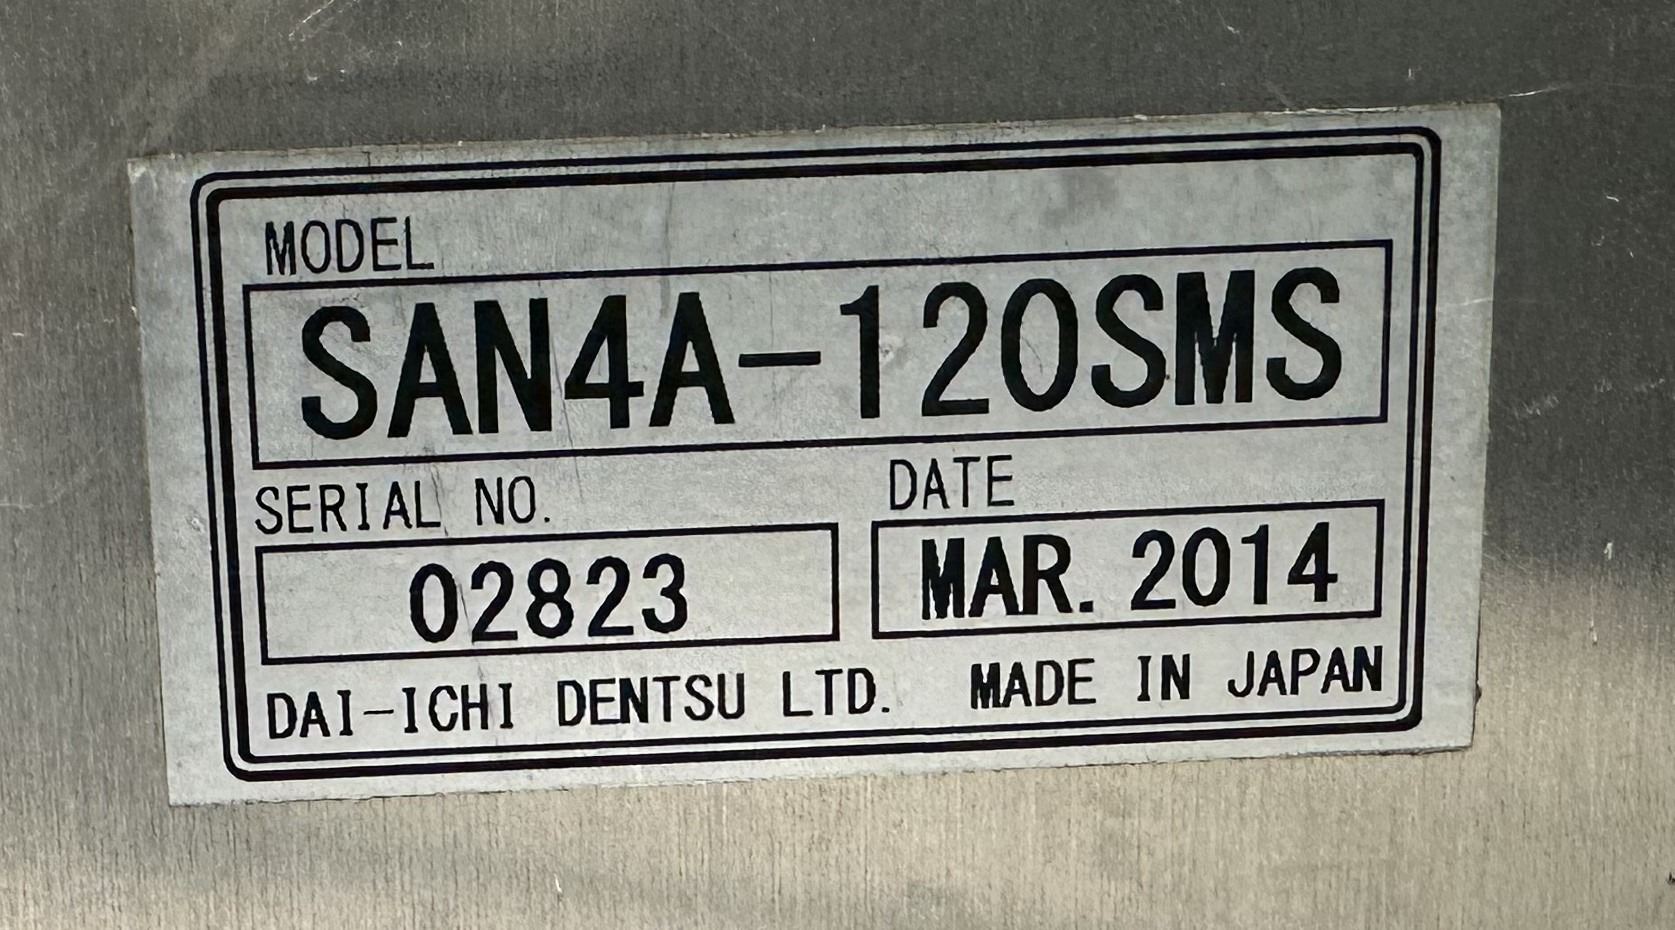 MODEL
SAN4A-120SMS
SERIAL NO.
DATE
02823
MAR. 2014
DAI-ICHI DENTSU LTD. MADE IN JAPAN